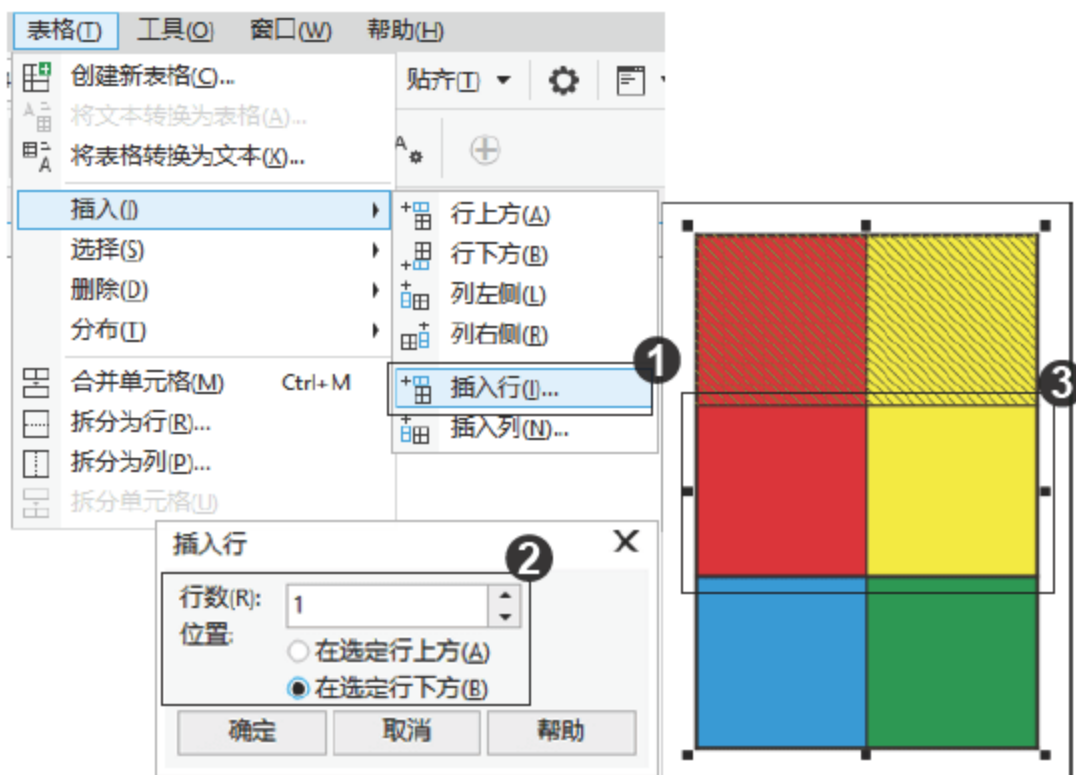 表格(T) 工具(O) 窗口(W) 帮助(H)
创建新表格(C)...
贴齐(T)
将文本转换为表格(A)...
将表格转换为文本(X)...
插入(I)
选择(S)
删除(D)
分布(T)
合并单元格(M) Ctrl+M
拆分为行(R)...
拆分为列(P)...
拆分单元格(U)
行上方(A)
行下方(B)
列左侧(L)
列右侧(R)
插入行(I)...
插入列(N)...
1
插入行
2
行数(R): 1
位置:
在选定行上方(A)
在选定行下方(B)
确定 取消 帮助
3